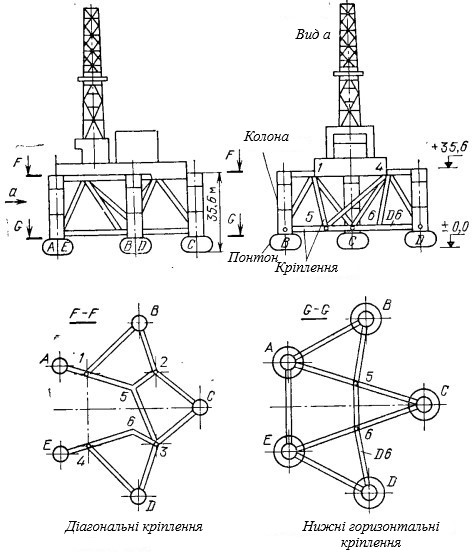 Вид а
Колона
F
F
F
+35,6
1
4
35,6 м
а
G
G
G
5
6
D6
± 0,0
A
E
B
D
C
B
C
D
Понтон
Кріплення
F–F
G–G
B
B
A
1
2
A
5
5
C
C
6
6
E
4
3
E
D6
D
D
Діагональні кріплення
Нижні горизонтальні
кріплення